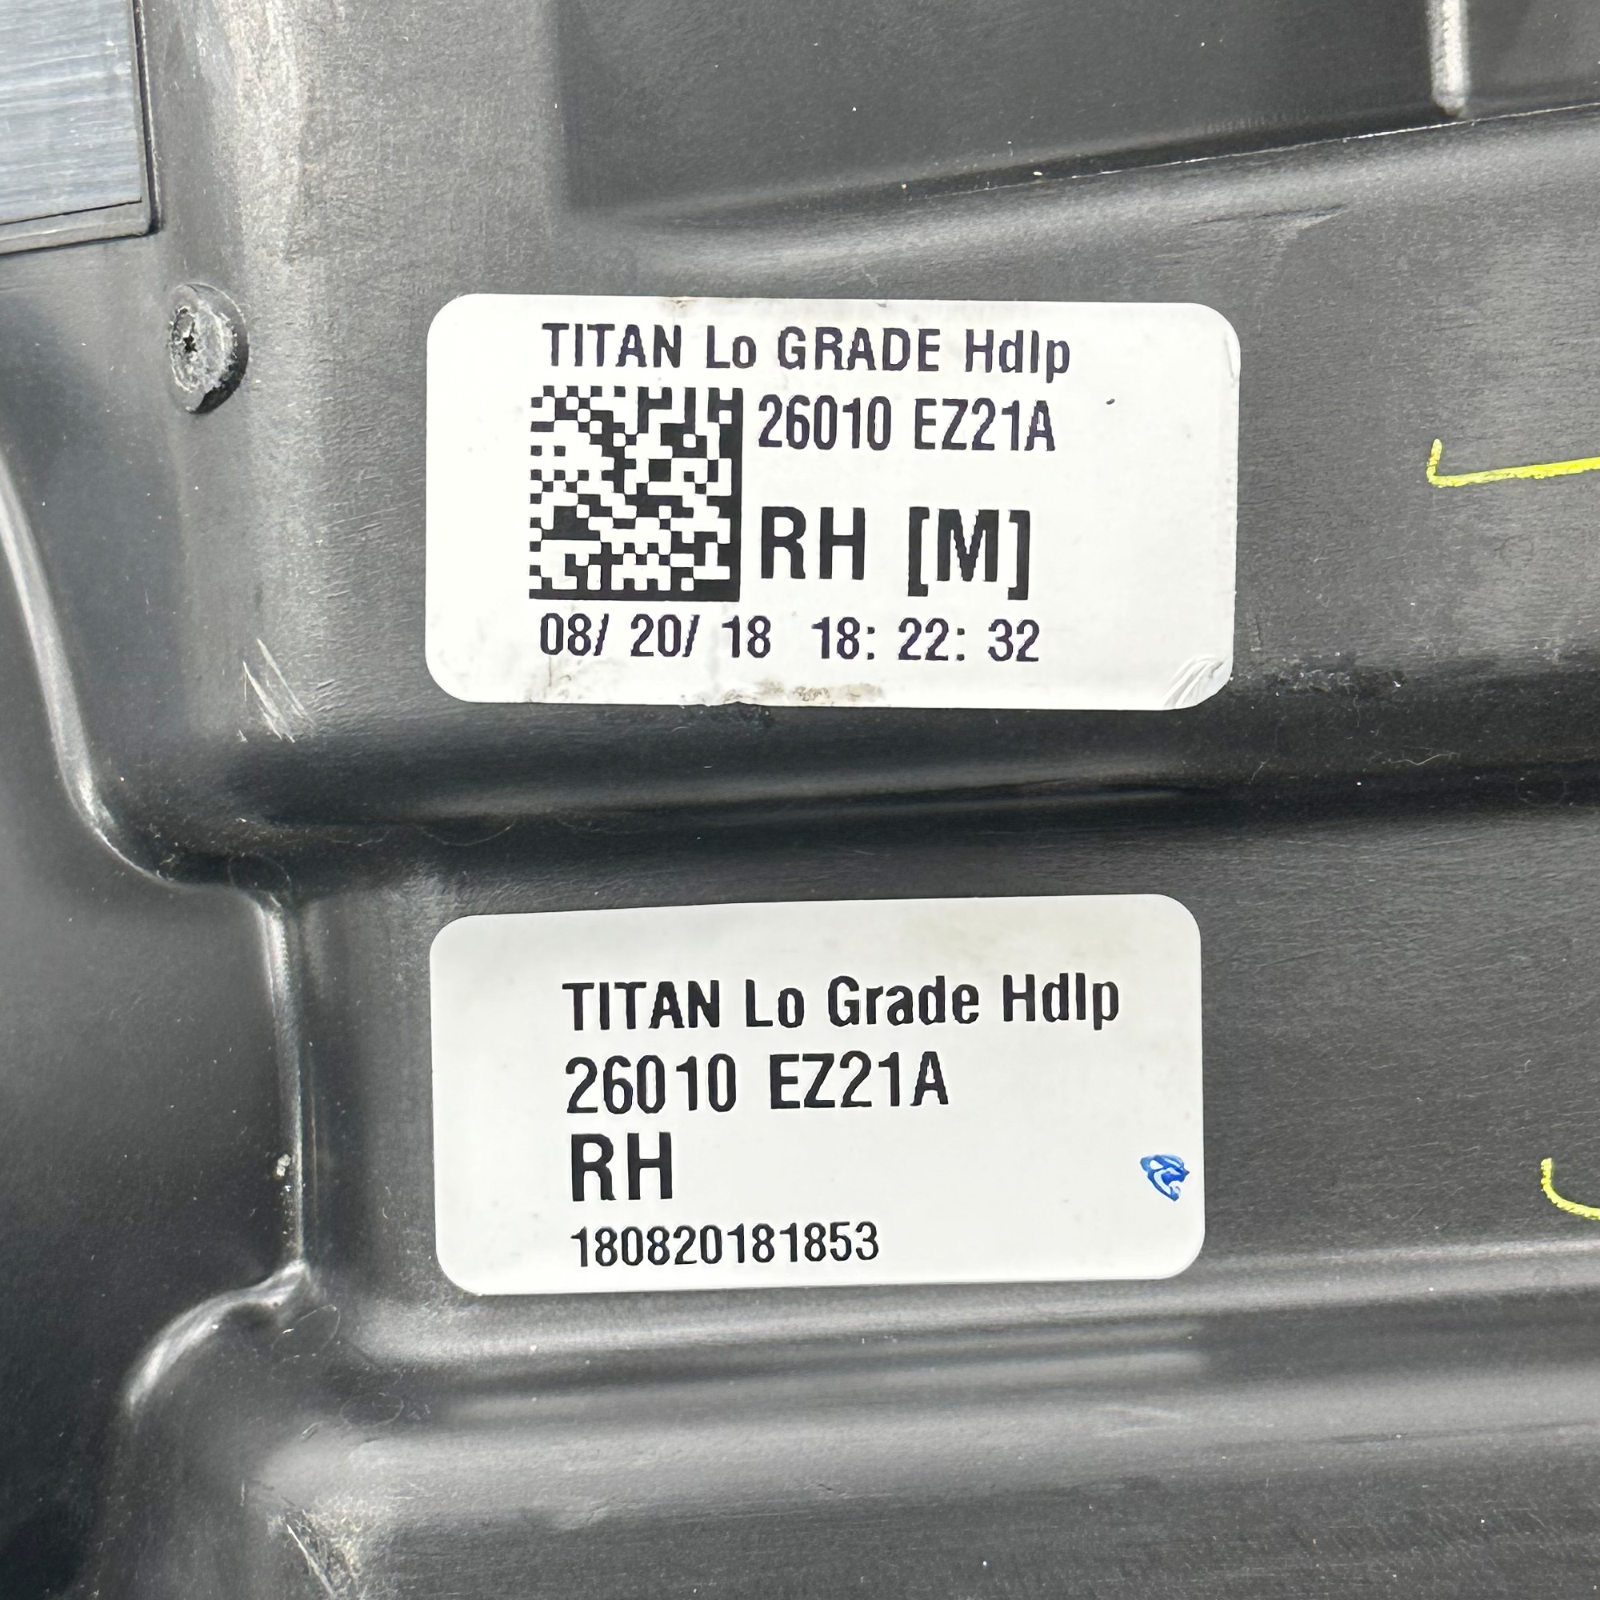 TITAN Lo GRADE Hdlp
26010 EZ21A
RH [M]
08/ 20/ 18 18: 22: 32
TITAN Lo Grade Hdlp
26010 EZ21A
RH
180820181853